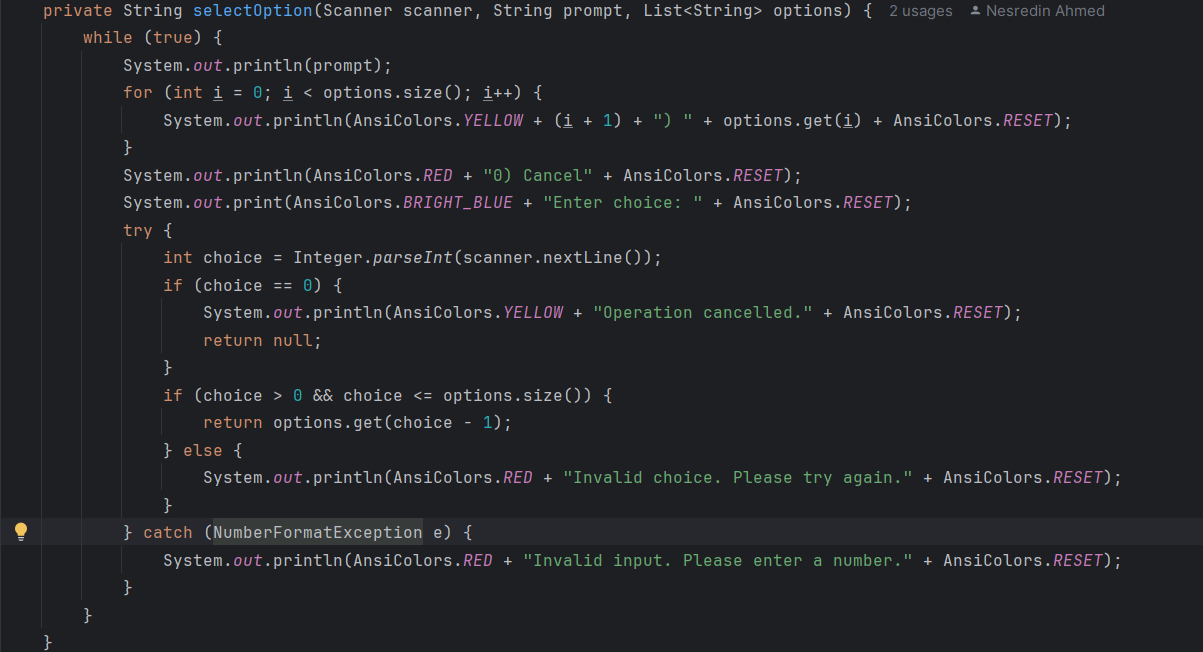 private String selectOption(Scanner scanner, String prompt, List<String> options) {  2 usages  Nesredin Ahmed
    while (true) {
        System.out.println(prompt);
        for (int i = 0; i < options.size(); i++) {
            System.out.println(AnsiColors.YELLOW + (i + 1) + ") " + options.get(i) + AnsiColors.RESET);
        }
        System.out.println(AnsiColors.RED + "0) Cancel" + AnsiColors.RESET);
        System.out.print(AnsiColors.BRIGHT_BLUE + "Enter choice: " + AnsiColors.RESET);
        try {
            int choice = Integer.parseInt(scanner.nextLine());
            if (choice == 0) {
                System.out.println(AnsiColors.YELLOW + "Operation cancelled." + AnsiColors.RESET);
                return null;
            }
            if (choice > 0 && choice <= options.size()) {
                return options.get(choice - 1);
            } else {
                System.out.println(AnsiColors.RED + "Invalid choice. Please try again." + AnsiColors.RESET);
            }
        } catch (NumberFormatException e) {
            System.out.println(AnsiColors.RED + "Invalid input. Please enter a number." + AnsiColors.RESET);
        }
    }
}